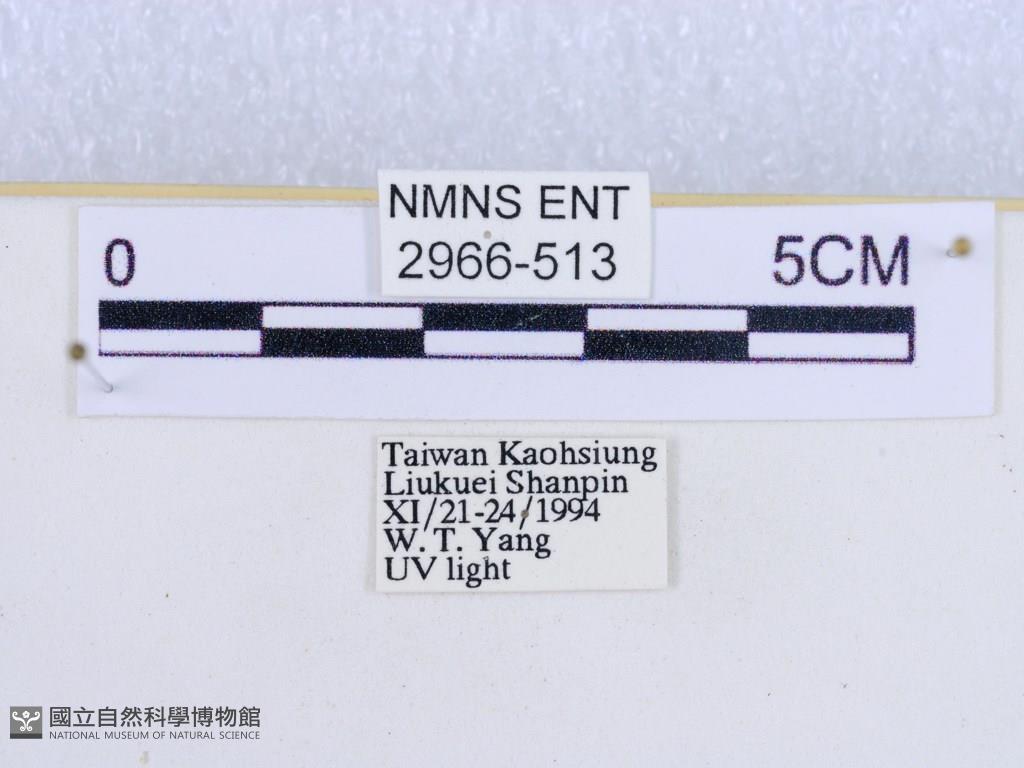 NMNS ENT
2966-513
0 5CM
Taiwan Kaohsiung
Liukuei Shanpin
XI/21-24/1994
W. T. Yang
UV light
國立自然科學博物館
NATIONAL MUSEUM OF NATURAL SCIENCE